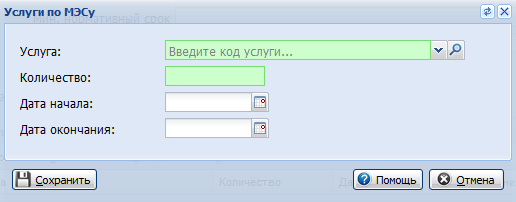 Услуги по МЭСу
Услуга: Введите код услуги...
Количество:
Дата начала:
Дата окончания:
Сохранить Помощь Отмена